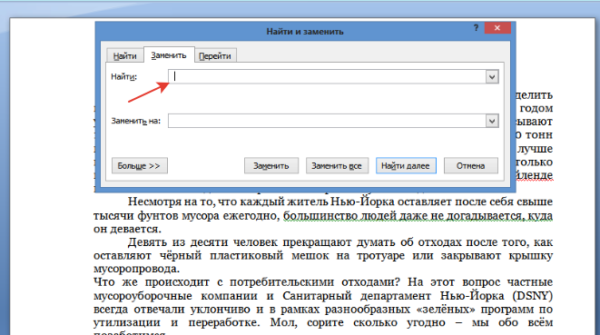 Найти и заменить
? ×
Найти Заменить Перейти
Найти:
делить
годом
ывают
о тонн
Заменить на:
лучше
только
Больше >> Заменить Заменить все Найти далее Отмена
йленде
Несмотря на то, что каждый житель Нью-Йорка оставляет после себя свыше
тысячи фунтов мусора ежегодно, большинство людей даже не догадывается, куда
он девается.
Девять из десяти человек прекращают думать об отходах после того, как
оставляют чёрный пластиковый мешок на тротуаре или закрывают крышку
мусоропровода.
Что же происходит с потребительскими отходами? На этот вопрос частные
мусороуборочные компании и Санитарный департамент Нью-Йорка (DSNY)
всегда отвечали уклончиво и в рамках разнообразных «зелёных» программ по
утилизации и переработке. Мол, сорите сколько угодно – мы обо всём